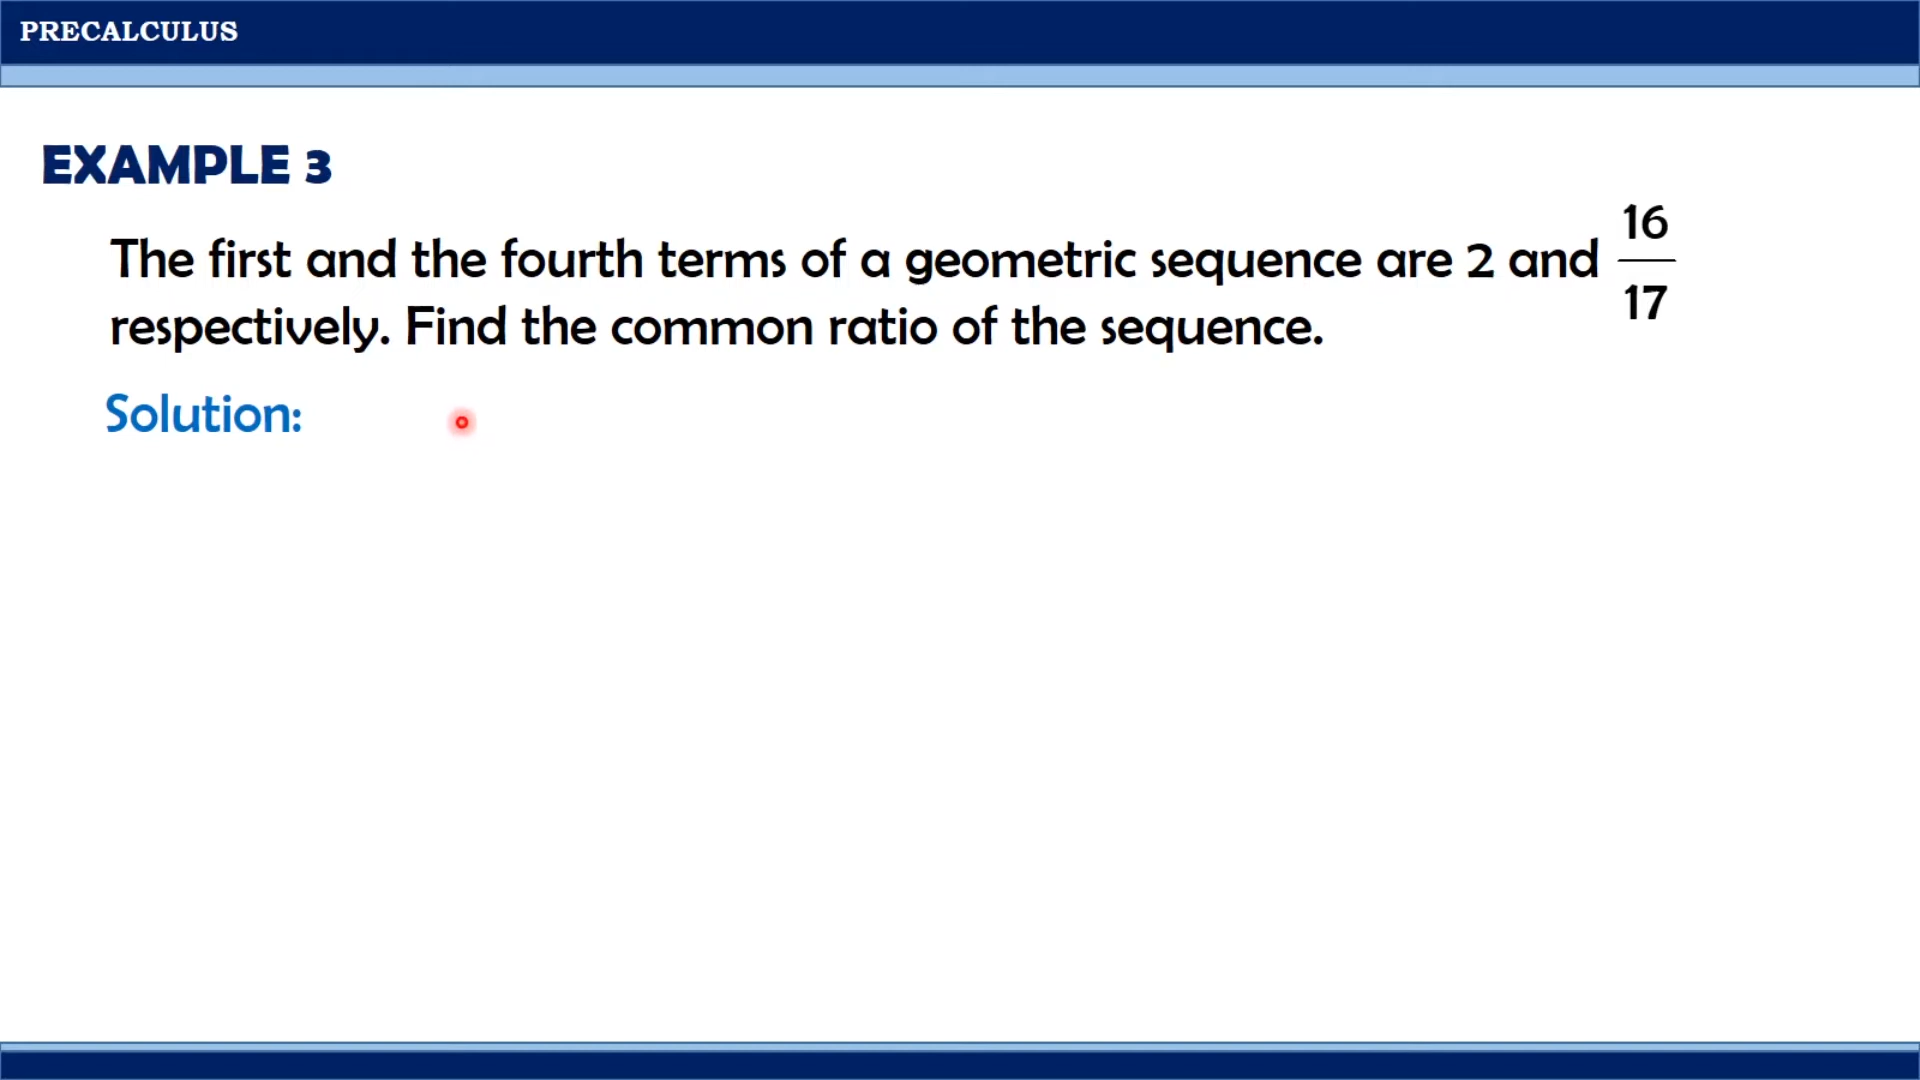 PRECALCULUS
EXAMPLE 3
The first and the fourth terms of a geometric sequence are 2 and 16/17
respectively. Find the common ratio of the sequence.
Solution: